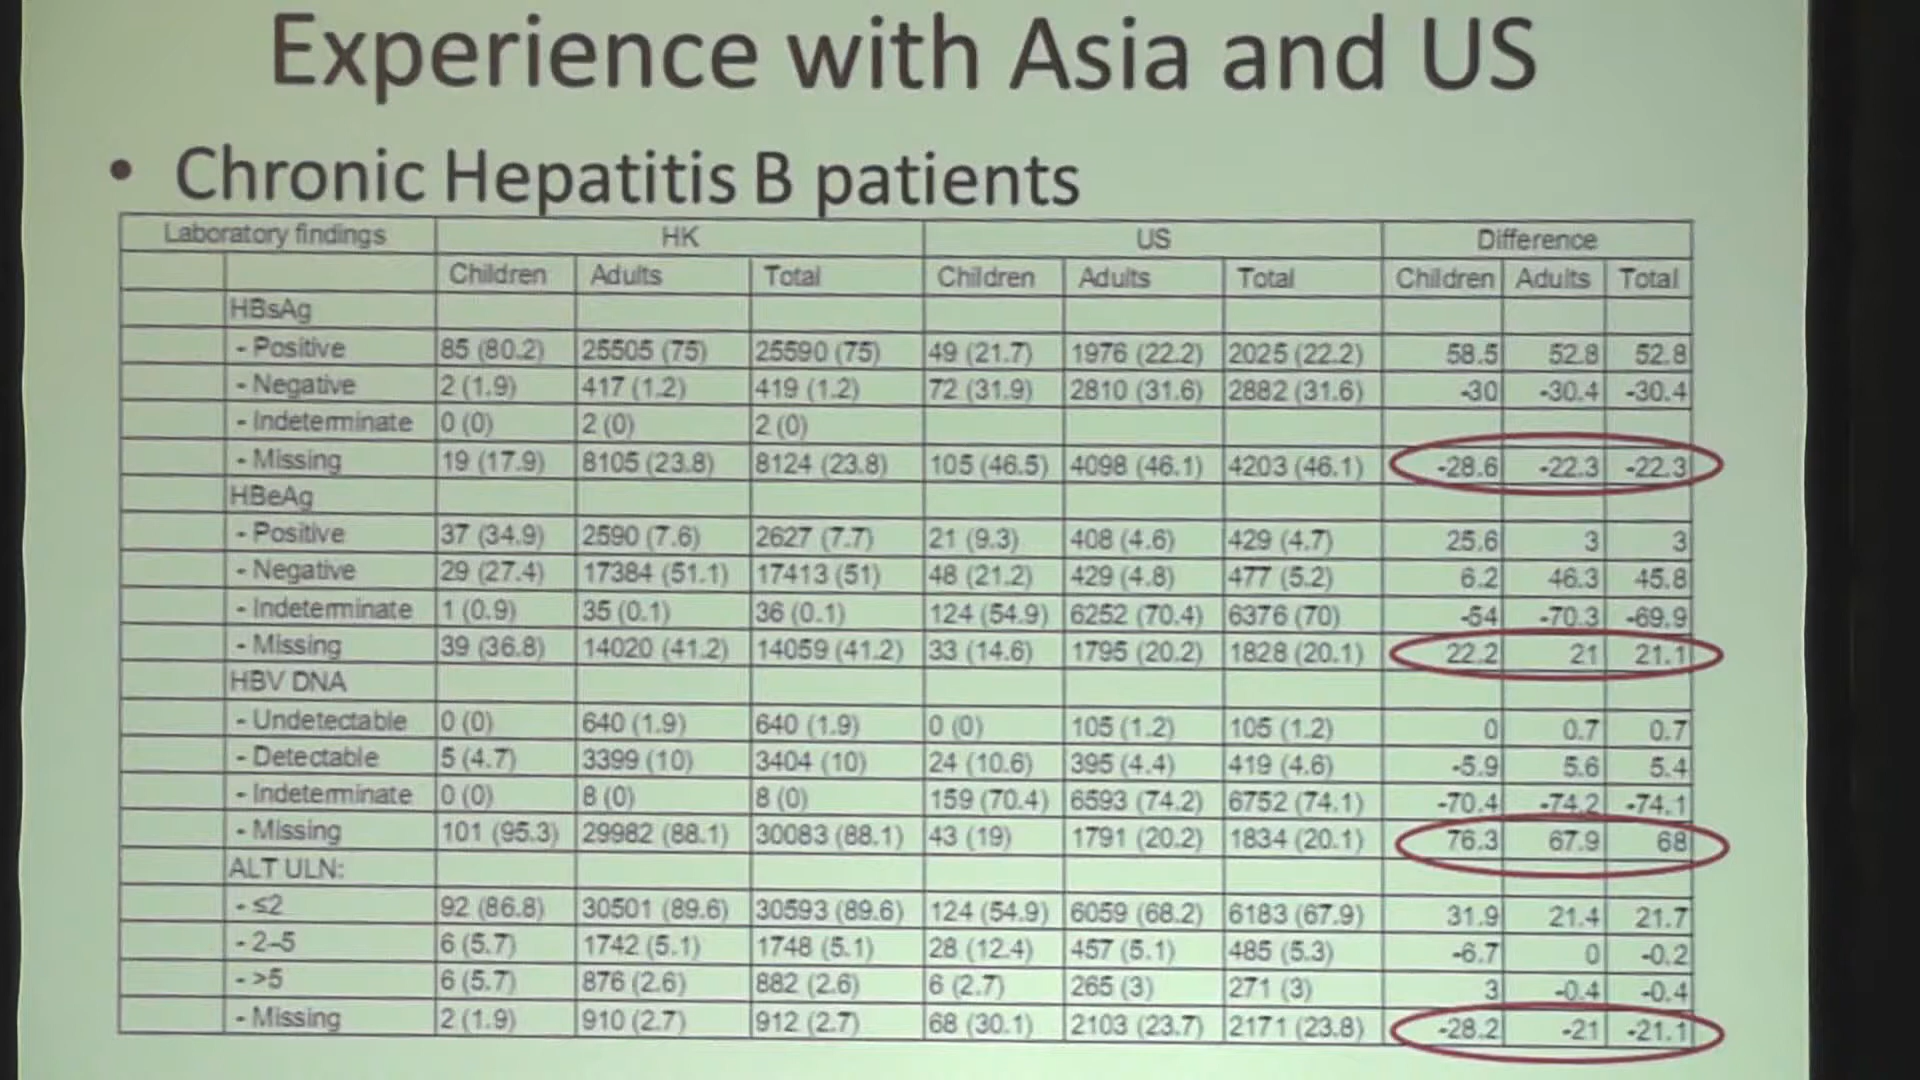 Experience with Asia and US
• Chronic Hepatitis B patients
Laboratory findings HK US Difference
Children Adults Total Children Adults Total Children Adults Total
HBsAg
- Positive 85 (80.2) 25505 (75) 25590 (75) 49 (21.7) 1976 (22.2) 2025 (22.2) 58.5 52.8 52.8
- Negative 2 (1.9) 417 (1.2) 419 (1.2) 72 (31.9) 2810 (31.6) 2882 (31.6) -30 -30.4 -30.4
- Indeterminate 0 (0) 2 (0) 2 (0)
- Missing 19 (17.9) 8105 (23.8) 8124 (23.8) 105 (46.5) 4098 (46.1) 4203 (46.1) -28.6 -22.3 -22.3
HBeAg
- Positive 37 (34.9) 2590 (7.6) 2627 (7.7) 21 (9.3) 408 (4.6) 429 (4.7) 25.6 3 3
- Negative 29 (27.4) 17384 (51.1) 17413 (51) 48 (21.2) 429 (4.8) 477 (5.2) 6.2 46.3 45.8
- Indeterminate 1 (0.9) 35 (0.1) 36 (0.1) 124 (54.9) 6252 (70.4) 6376 (70) -54 -70.3 -69.9
- Missing 39 (36.8) 14020 (41.2) 14059 (41.2) 33 (14.6) 1795 (20.2) 1828 (20.1) 22.2 21 21.1
HBV DNA
- Undetectable 0 (0) 640 (1.9) 640 (1.9) 0 (0) 105 (1.2) 105 (1.2) 0 0.7 0.7
- Detectable 5 (4.7) 3399 (10) 3404 (10) 24 (10.6) 395 (4.4) 419 (4.6) -5.9 5.6 5.4
- Indeterminate 0 (0) 8 (0) 8 (0) 159 (70.4) 6593 (74.2) 6752 (74.1) -70.4 -74.2 -74.1
- Missing 101 (95.3) 29982 (88.1) 30083 (88.1) 43 (19) 1791 (20.2) 1834 (20.1) 76.3 67.9 68
ALT ULN:
- ≤2 92 (86.8) 30501 (89.6) 30593 (89.6) 124 (54.9) 6059 (68.2) 6183 (67.9) 31.9 21.4 21.7
- 2–5 6 (5.7) 1742 (5.1) 1748 (5.1) 28 (12.4) 457 (5.1) 485 (5.3) -6.7 0 -0.2
- >5 6 (5.7) 876 (2.6) 882 (2.6) 6 (2.7) 265 (3) 271 (3) 3 -0.4 -0.4
- Missing 2 (1.9) 910 (2.7) 912 (2.7) 68 (30.1) 2103 (23.7) 2171 (23.8) -28.2 -21 -21.1